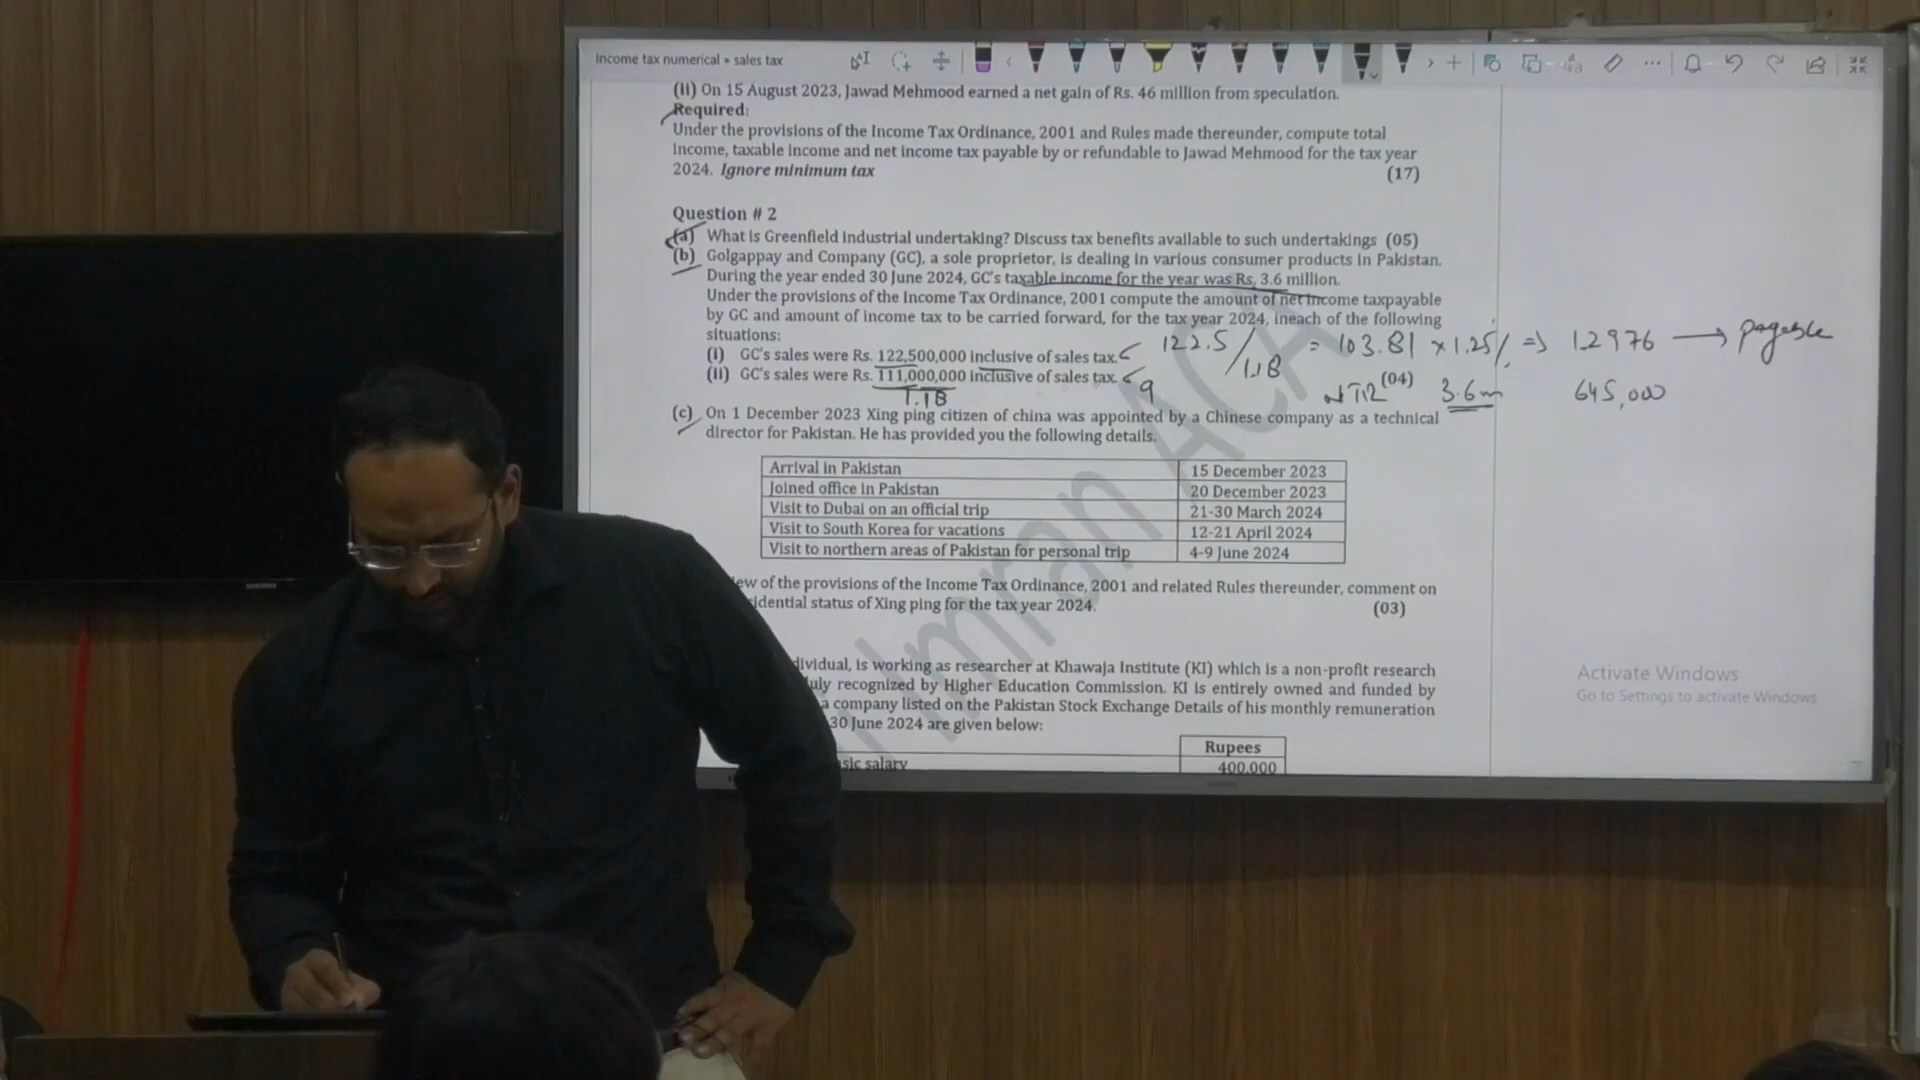 Income tax numerical + sales tax
(ii) On 15 August 2023, Jawad Mehmood earned a net gain of Rs. 46 million from speculation.
Required:
Under the provisions of the Income Tax Ordinance, 2001 and Rules made thereunder, compute total
income, taxable income and net income tax payable by or refundable to Jawad Mehmood for the tax year
2024. Ignore minimum tax (17)
Question # 2
(a) What is Greenfield industrial undertaking? Discuss tax benefits available to such undertakings (05)
(b) Golgappay and Company (GC), a sole proprietor, is dealing in various consumer products in Pakistan.
During the year ended 30 June 2024, GC's taxable income for the year was Rs. 3.6 million.
Under the provisions of the Income Tax Ordinance, 2001 compute the amount of net income taxpayable
by GC and amount of income tax to be carried forward, for the tax year 2024, ineach of the following
situations:
(i) GC's sales were Rs. 122,500,000 inclusive of sales tax. 122.5/1.18 = 103.81 x 1.25% => 1.2976 → payable
(ii) GC's sales were Rs. 111,000,000 inclusive of sales tax. (04) 3.6m 645,000
1.18
(c) On 1 December 2023 Xing ping citizen of china was appointed by a Chinese company as a technical
director for Pakistan. He has provided you the following details.
Arrival in Pakistan 15 December 2023
Joined office in Pakistan 20 December 2023
Visit to Dubai on an official trip 21-30 March 2024
Visit to South Korea for vacations 12-21 April 2024
Visit to northern areas of Pakistan for personal trip 4-9 June 2024
ew of the provisions of the Income Tax Ordinance, 2001 and related Rules thereunder, comment on
idential status of Xing ping for the tax year 2024. (03)
dividual, is working as researcher at Khawaja Institute (KI) which is a non-profit research
uly recognized by Higher Education Commission. KI is entirely owned and funded by
a company listed on the Pakistan Stock Exchange Details of his monthly remuneration
30 June 2024 are given below:
Rupees
sic salary 400,000
Imran ACA
Activate Windows
Go to Settings to activate Windows.
SAMSUNG